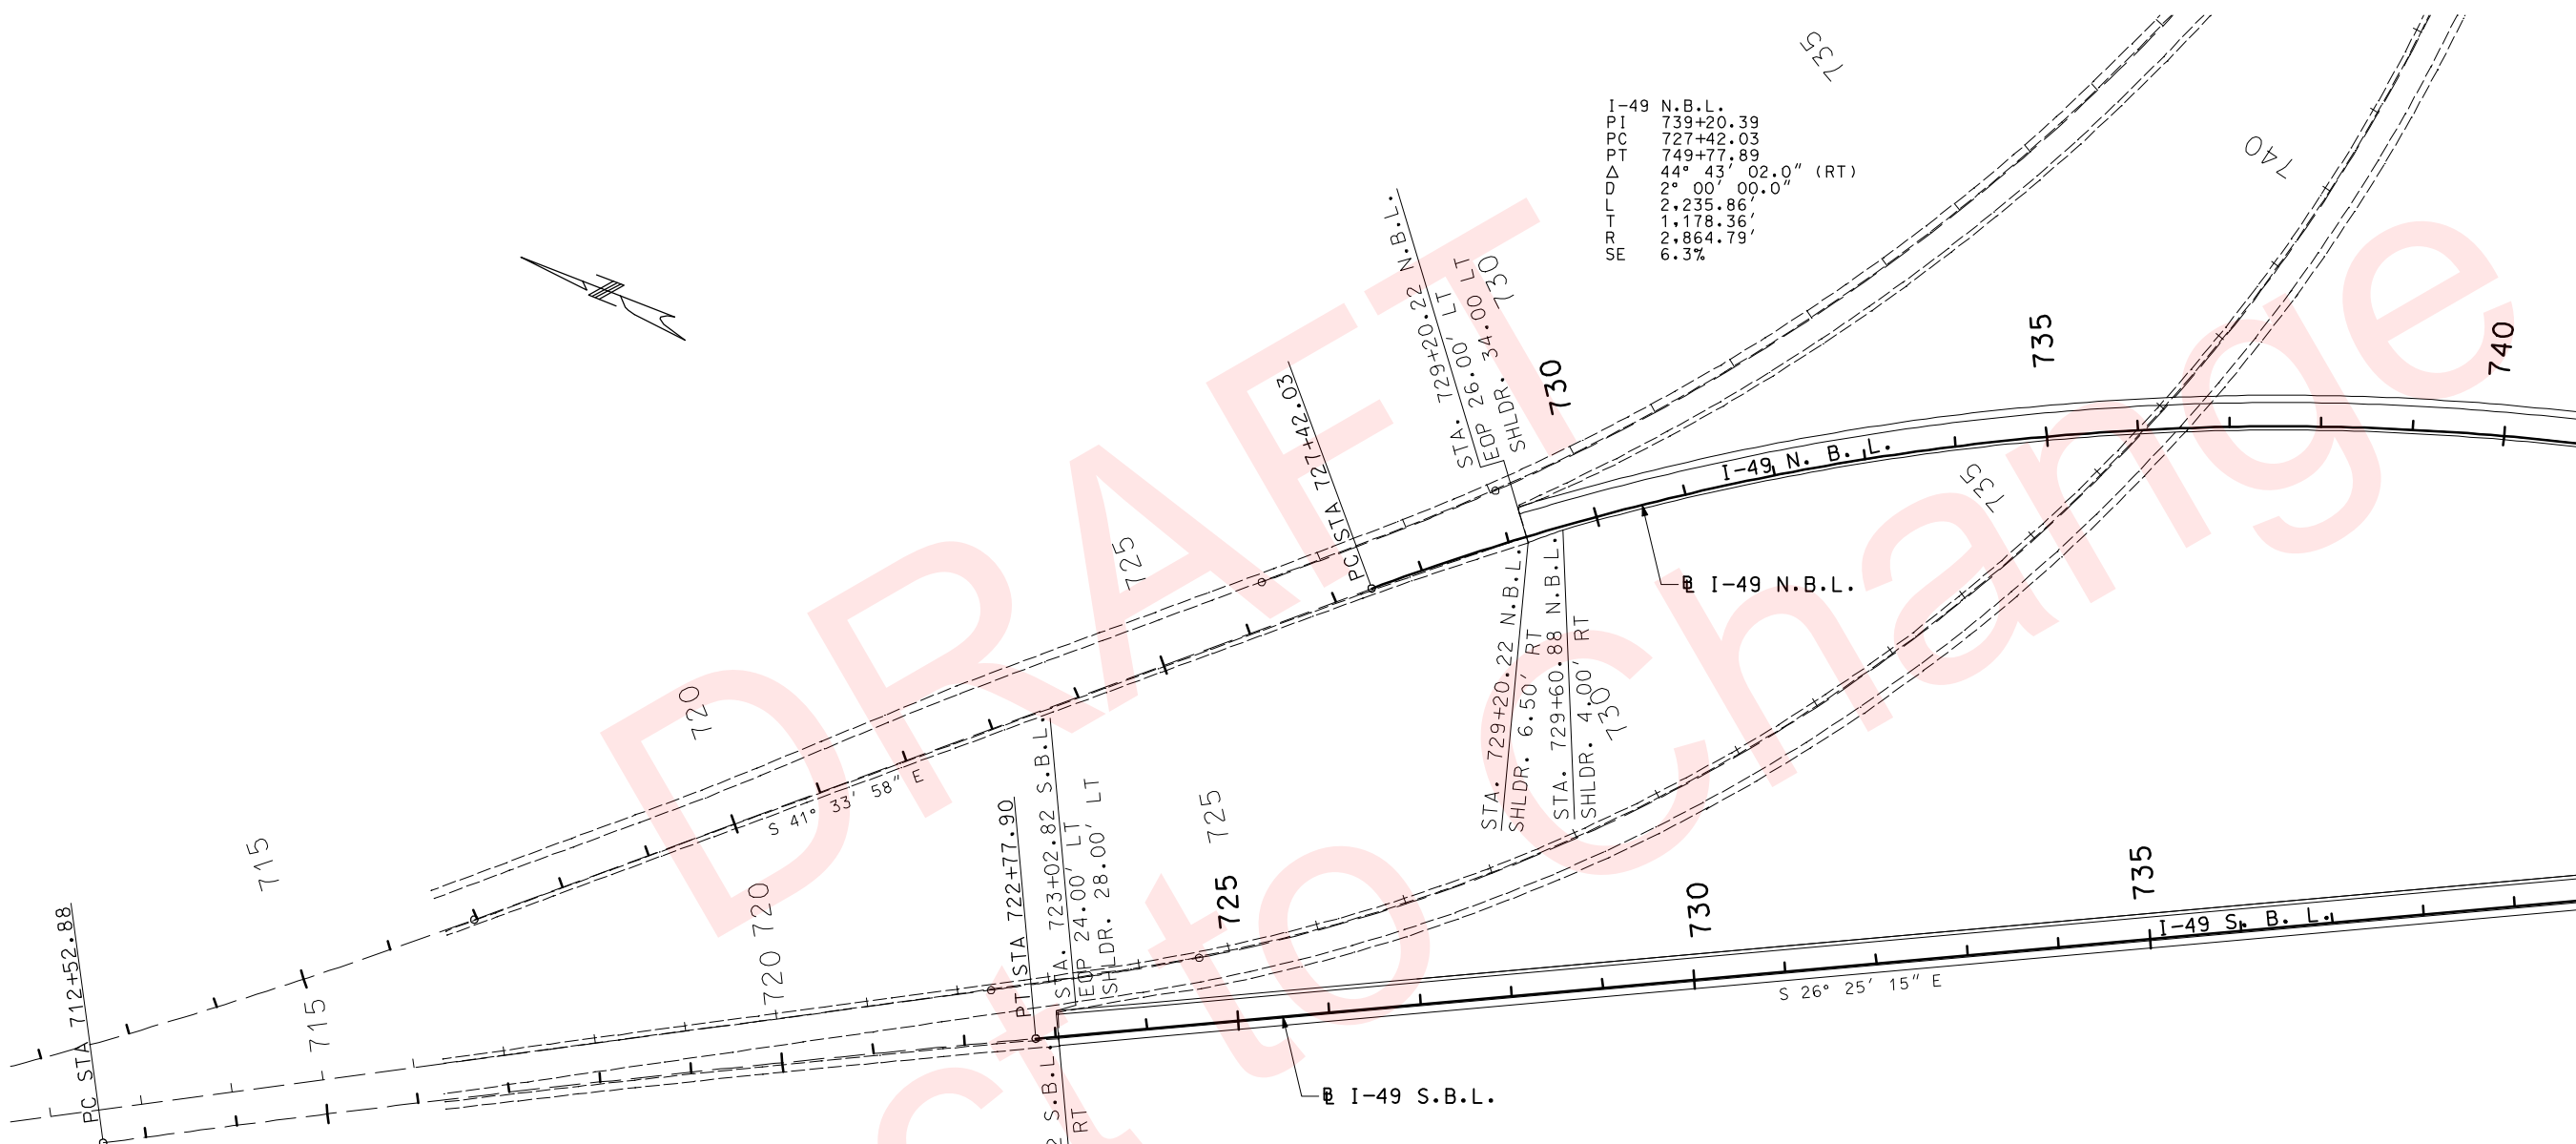 735
I-49 N.B.L.
PI 739+20.39
PC 727+42.03
PT 749+77.89
Δ 44° 43' 02.0" (RT)
D 2° 00' 00.0"
L 2,235.86'
T 1,178.36'
R 2,864.79'
SE 6.3%
740
STA. 729+20.22 N.B.L.
EOP 26.00' LT
SHLDR. 34.00 LT
730
PC STA 727+42.03
730
735
740
I-49 N. B. L.
725
735
B I-49 N.B.L.
STA. 729+20.22 N.B.L.
SHLDR. 6.50' RT
STA. 729+60.88 N.B.L.
SHLDR. 4.00' RT
730
720
S 41° 33' 58" E
715
725
PT STA 722+77.90
STA. 723+02.82 S.B.L.
EOP 24.00' LT
SHLDR. 28.00' LT
725
730
735
I-49 S. B. L.
S 26° 25' 15" E
720
720
715
PC STA 712+52.88
B I-49 S.B.L.
2 S.B.L.
RT
DRAFT
ct to Change